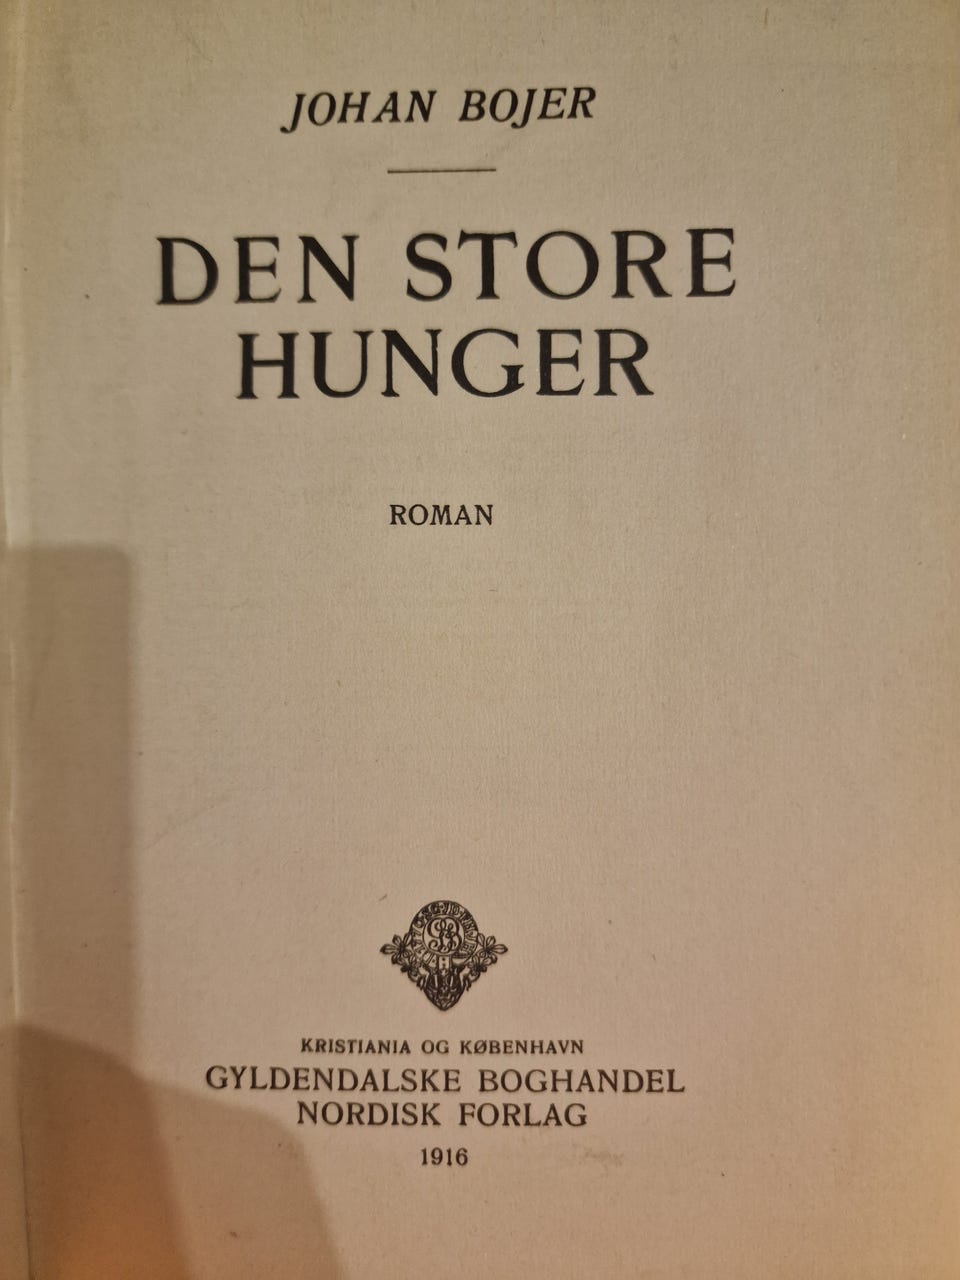 JOHAN BOJER
DEN STORE
HUNGER
ROMAN
KRISTIANIA OG KØBENHAVN
GYLDENDALSKE BOGHANDEL
NORDISK FORLAG
1916